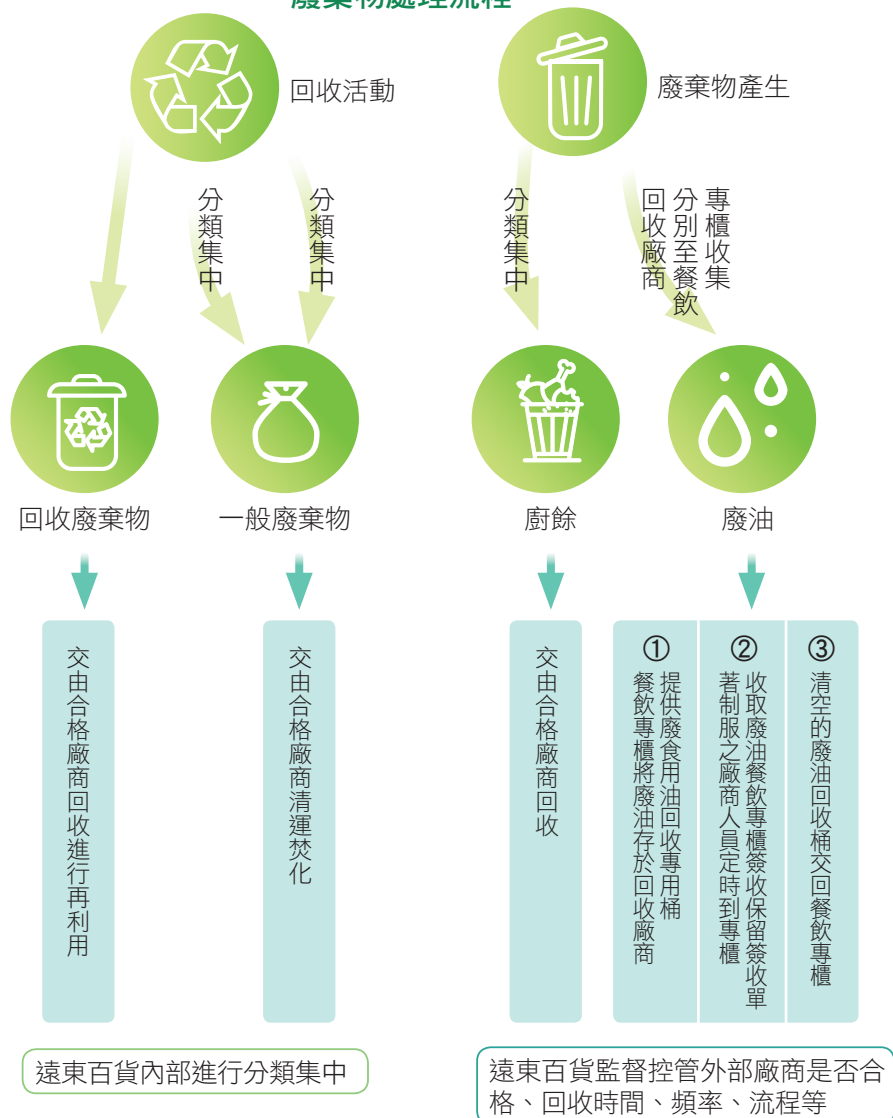 廢棄物處理流程
回收活動
廢棄物產生
分類集中
分類集中
分類集中
回收廠商
分別至餐飲
專櫃收集
回收廢棄物
一般廢棄物
廚餘
廢油
交由合格廠商回收進行再利用
交由合格廠商清運焚化
交由合格廠商回收
①
餐飲專櫃將廢油存於回收廠商
提供廢食用油回收專用桶
②
著制服之廠商人員定時到專櫃
收取廢油餐飲專櫃簽收保留簽收單
③
清空的廢油回收桶交回餐飲專櫃
遠東百貨內部進行分類集中
遠東百貨監督控管外部廠商是否合
格、回收時間、頻率、流程等